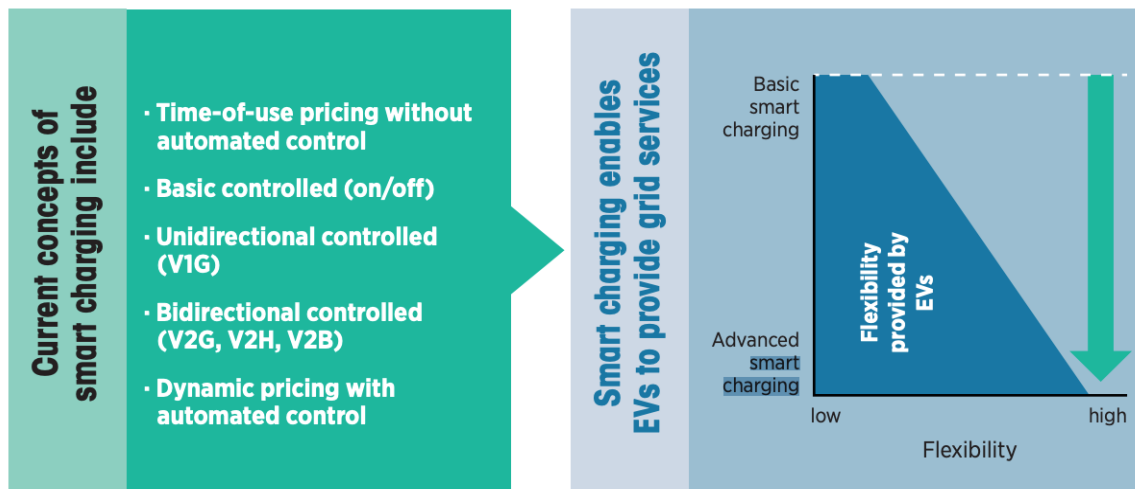 Current concepts of
smart charging include
· Time-of-use pricing without
automated control
· Basic controlled (on/off)
· Unidirectional controlled
(V1G)
· Bidirectional controlled
(V2G, V2H, V2B)
· Dynamic pricing with
automated control
Smart charging enables
EVs to provide grid services
Basic
smart
charging
Flexibility
provided by
EVs
Advanced
smart
charging
low
high
Flexibility